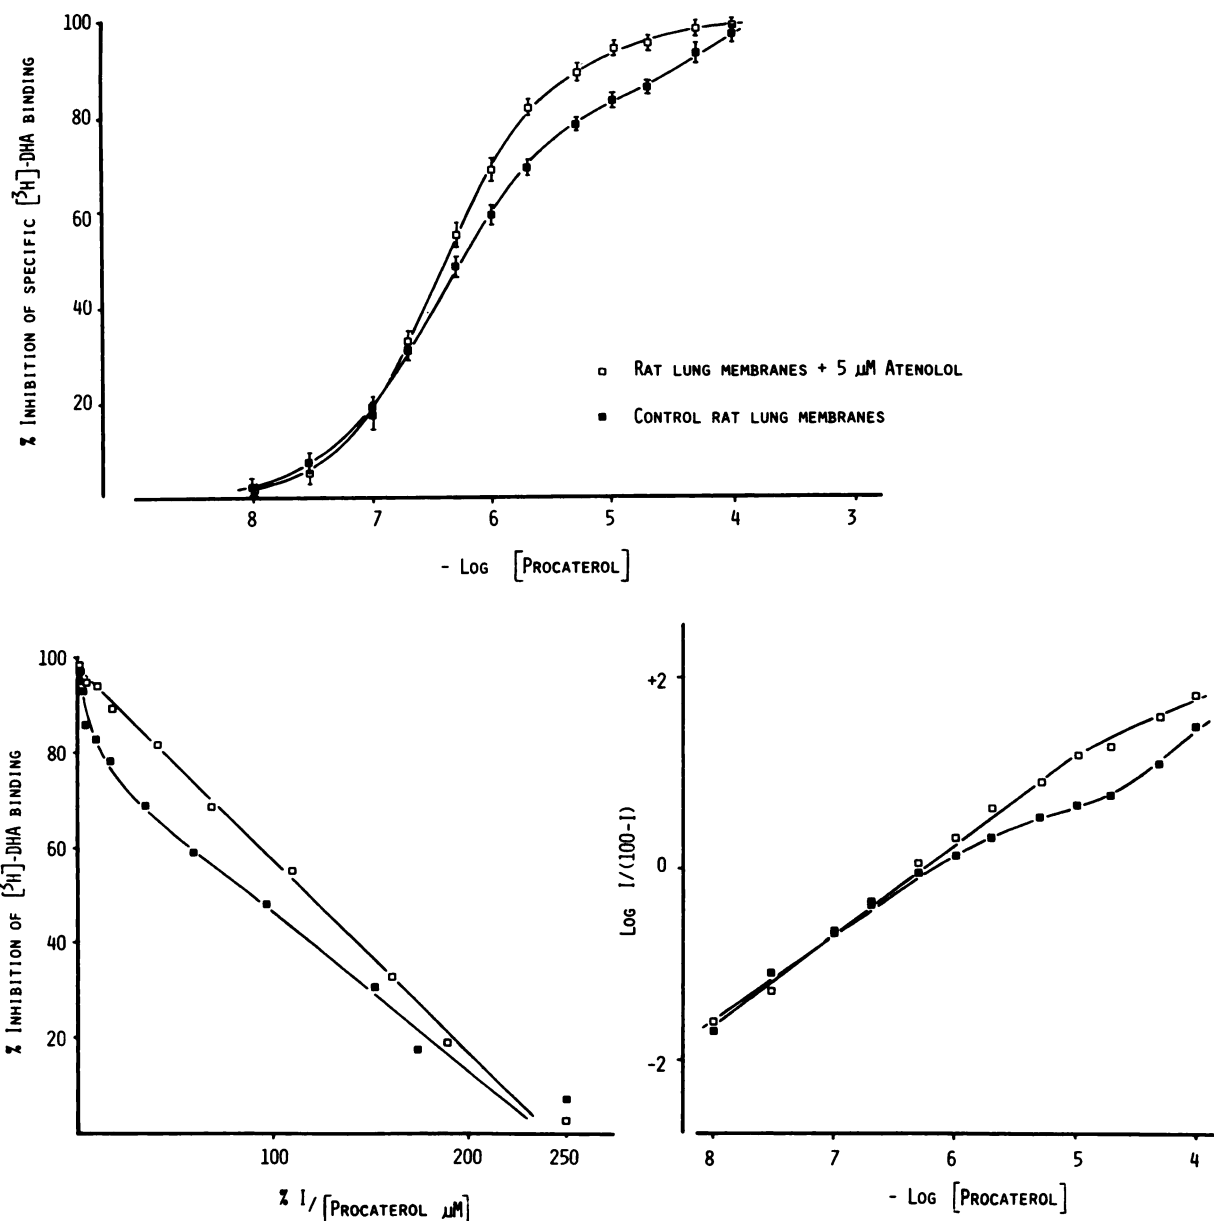 100
80
60
40
20
% INHIBITION OF SPECIFIC [³H]-DHA BINDING
RAT LUNG MEMBRANES + 5 µM ATENOLOL
CONTROL RAT LUNG MEMBRANES
8 7 6 5 4 3
- LOG [PROCATEROL]
100
80
60
40
20
% INHIBITION OF [³H]-DHA BINDING
100 200 250
% I/[PROCATEROL µM]
+2
0
-2
LOG I/(100-I)
8 7 6 5 4
- LOG [PROCATEROL]